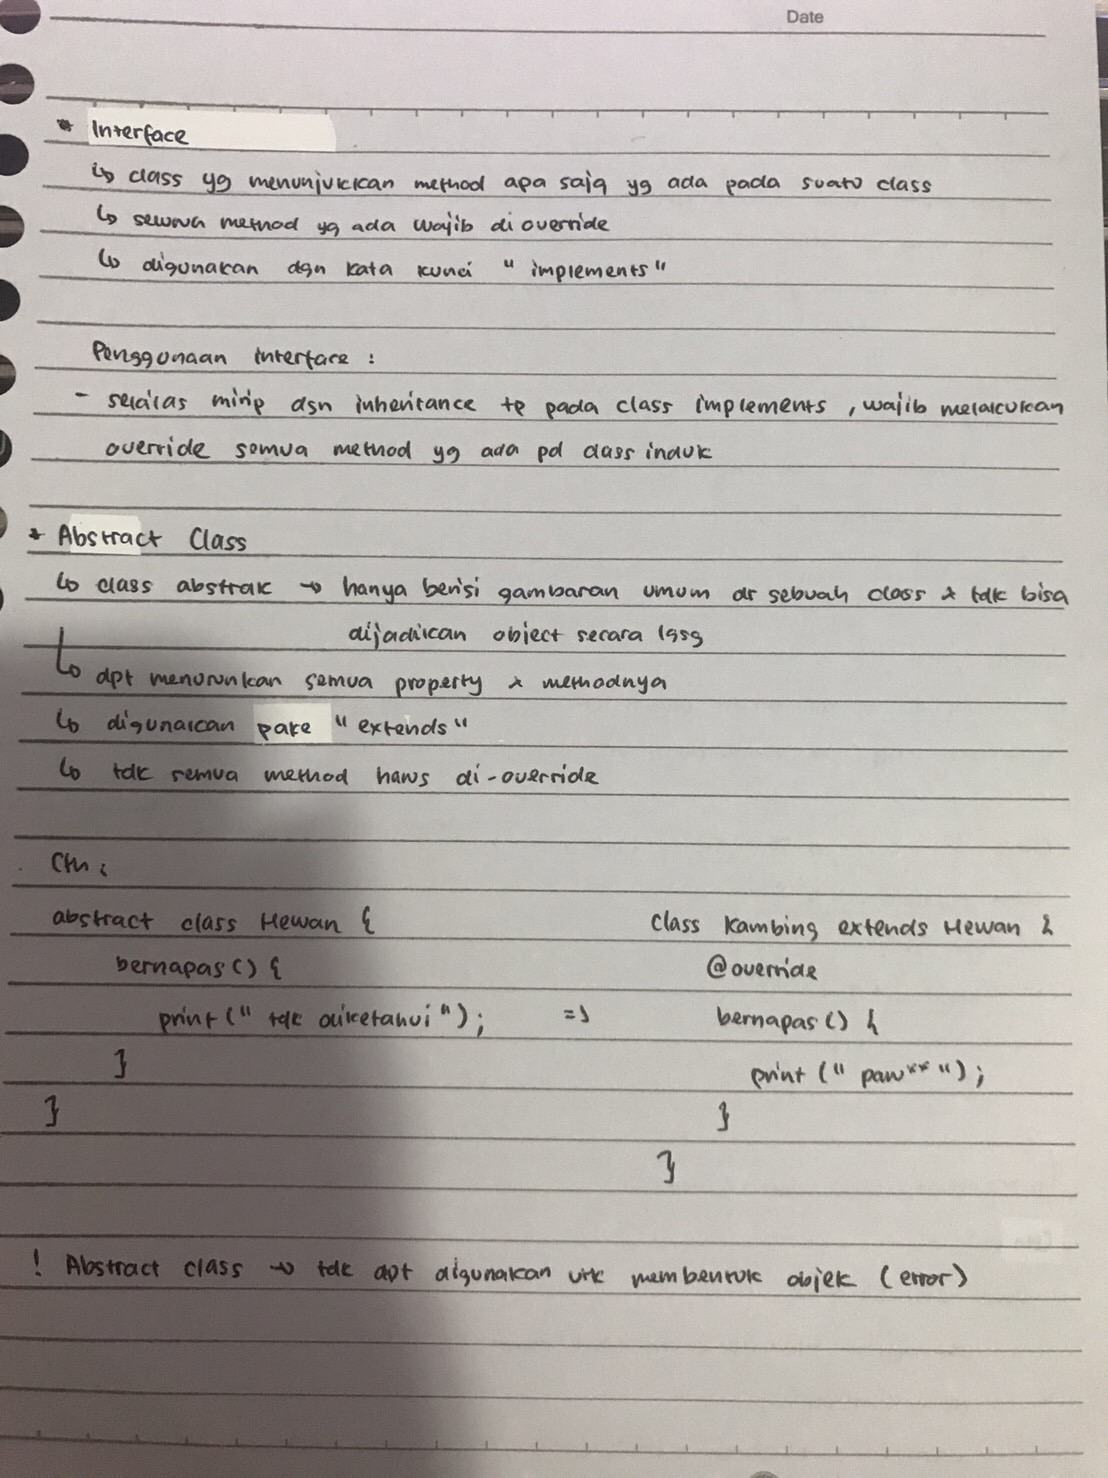 Date
* Interface
↳ class yg menunjukkan method apa saja yg ada pada suatu class
↳ semua method yg ada wajib di override
↳ digunakan dgn kata kunci "implements"
Penggunaan interface :
- sekilas mirip dgn inheritance tp pada class implements, wajib melakukan
override semua method yg ada pd class induk
* Abstract Class
↳ class abstrak → hanya berisi gambaran umum dr sebuah class & tdk bisa
dijadikan object secara lgsg
↳ dpt menurunkan semua property & methodnya
↳ digunakan pake "extends"
↳ tdk semua method harus di-override
Cth :
abstract class Hewan { class Kambing extends Hewan {
bernapas() { @override
print(" tdk diketahui "); => bernapas() {
} print (" paru** ");
} }
}
! Abstract class → tdk dpt digunakan utk membentuk objek (error)